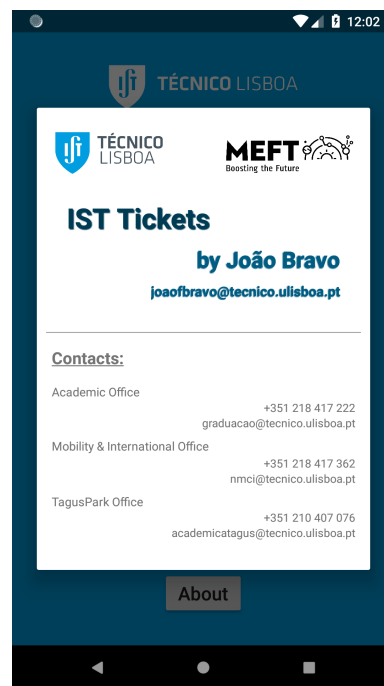 12:02
TÉCNICO LISBOA
TÉCNICO
LISBOA
MEFT
Boosting the Future
IST Tickets
by João Bravo
joaofbravo@tecnico.ulisboa.pt
Contacts:
Academic Office
+351 218 417 222
graduacao@tecnico.ulisboa.pt
Mobility & International Office
+351 218 417 362
nmci@tecnico.ulisboa.pt
TagusPark Office
+351 210 407 076
academicatagus@tecnico.ulisboa.pt
About